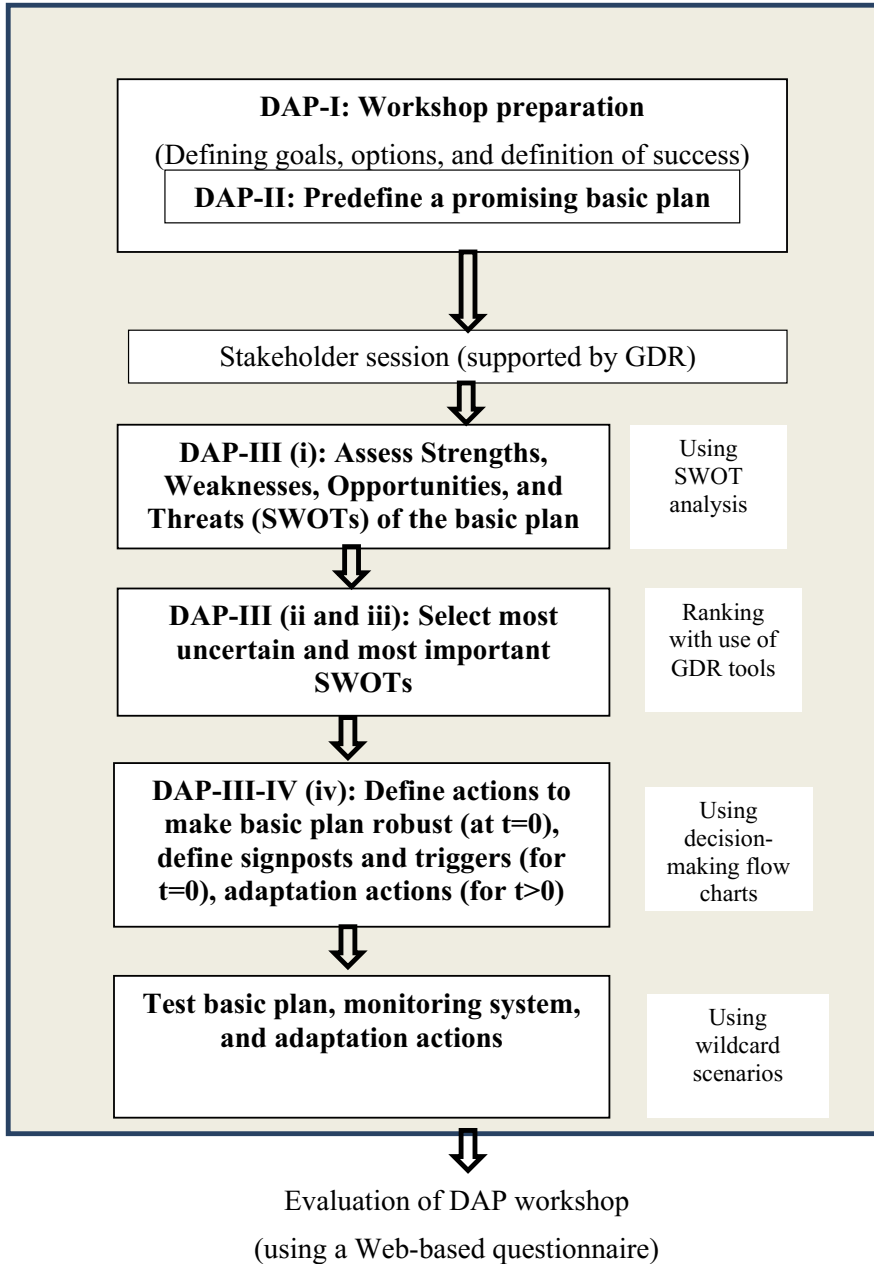 DAP-I: Workshop preparation
(Defining goals, options, and definition of success)
DAP-II: Predefine a promising basic plan
Stakeholder session (supported by GDR)
DAP-III (i): Assess Strengths,
Weaknesses, Opportunities, and
Threats (SWOTs) of the basic plan
Using
SWOT
analysis
DAP-III (ii and iii): Select most
uncertain and most important
SWOTs
Ranking
with use of
GDR tools
DAP-III-IV (iv): Define actions to
make basic plan robust (at t=0),
define signposts and triggers (for
t=0), adaptation actions (for t>0)
Using
decision-
making flow
charts
Test basic plan, monitoring system,
and adaptation actions
Using
wildcard
scenarios
Evaluation of DAP workshop
(using a Web-based questionnaire)